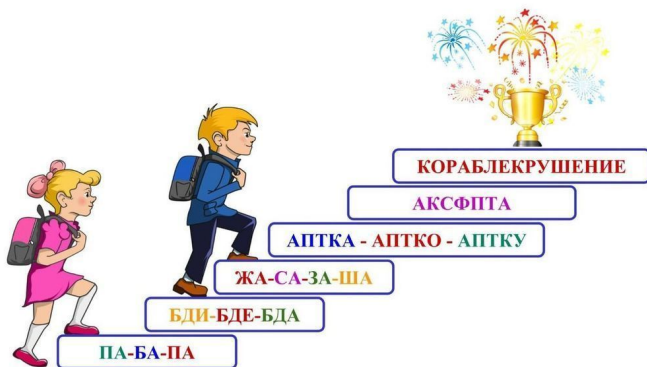 КОРАБЛЕКРУШЕНИЕ
АКСФПТА
АПТКА - АПТКО - АПТКУ
ЖА-СА-ЗА-ША
БДИ-БДЕ-БДА
ПА-БА-ПА